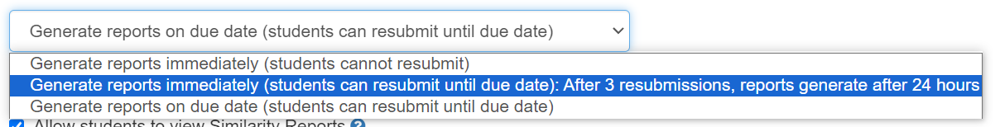 Generate reports on due date (students can resubmit until due date)
Generate reports immediately (students cannot resubmit)
Generate reports immediately (students can resubmit until due date): After 3 resubmissions, reports generate after 24 hours
Generate reports on due date (students can resubmit until due date)
Allow students to view Similarity Reports ?